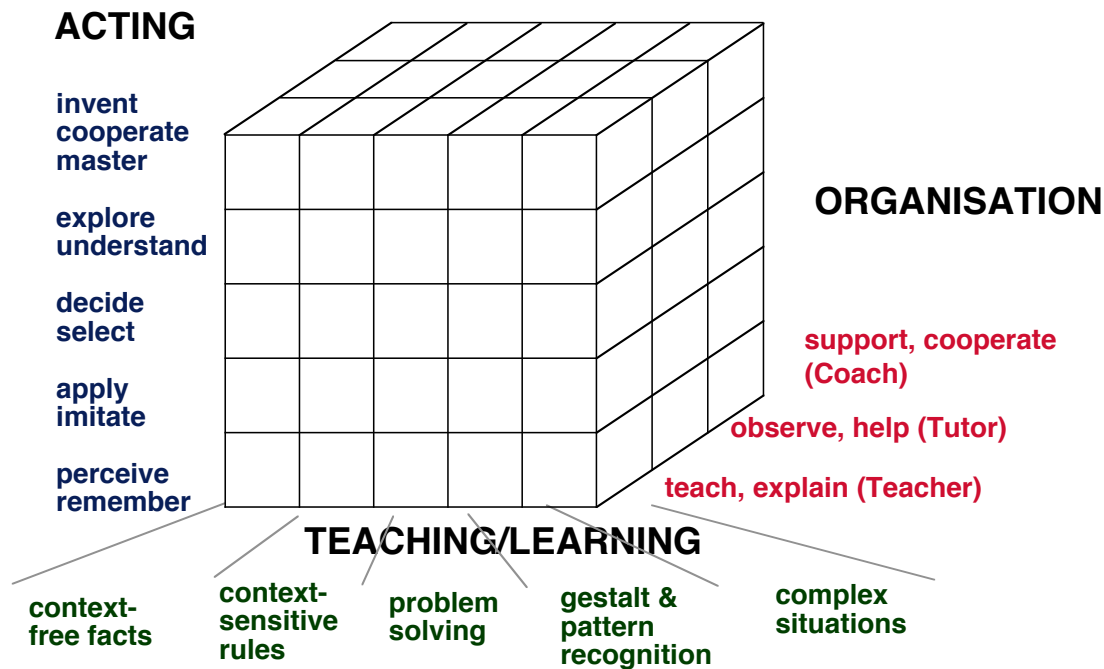 ACTING
invent
cooperate
master
explore
understand
decide
select
apply
imitate
perceive
remember
ORGANISATION
support, cooperate
(Coach)
observe, help (Tutor)
teach, explain (Teacher)
TEACHING/LEARNING
context-
free facts
context-
sensitive
rules
problem
solving
gestalt &
pattern
recognition
complex
situations